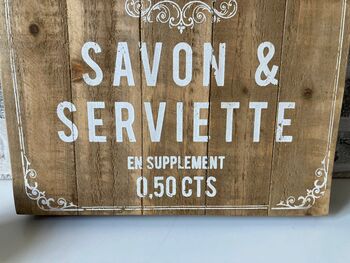 SAVON &
SERVIETTE
EN SUPPLEMENT
0,50 CTS